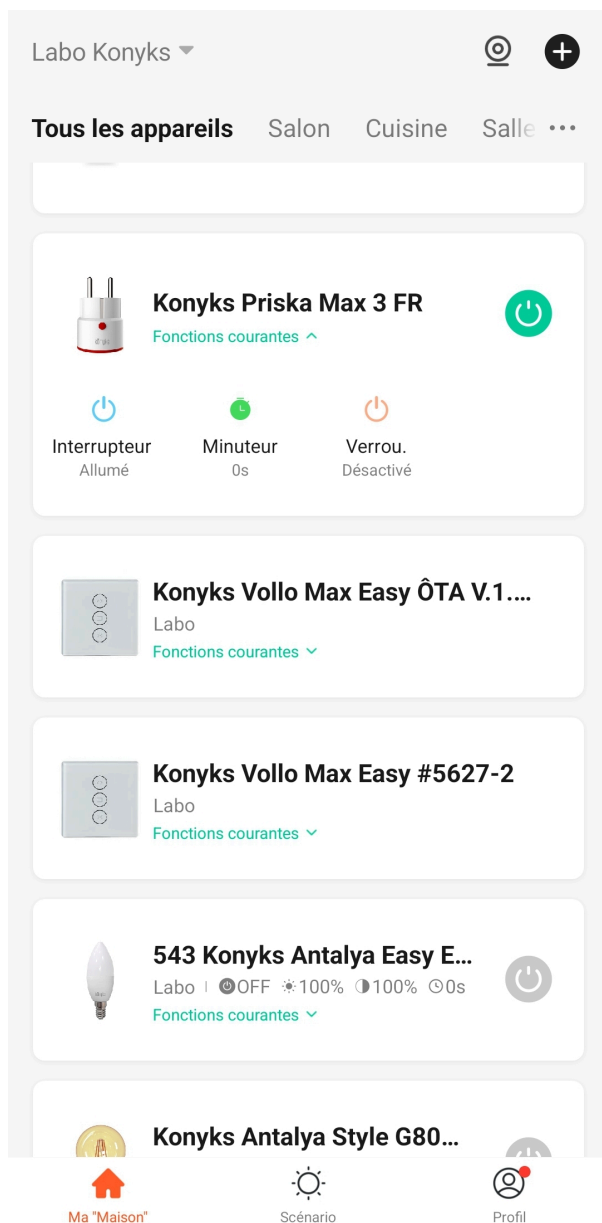 Labo Konyks
Tous les appareils Salon Cuisine Salle
Konyks Priska Max 3 FR
Fonctions courantes
Interrupteur Minuteur Verrou.
Allumé 0s Désactivé
Konyks Vollo Max Easy ÔTA V.1....
Labo
Fonctions courantes
Konyks Vollo Max Easy #5627-2
Labo
Fonctions courantes
543 Konyks Antalya Easy E...
Labo OFF 100% 100% 0s
Fonctions courantes
Konyks Antalya Style G80...
Ma "Maison" Scénario Profil